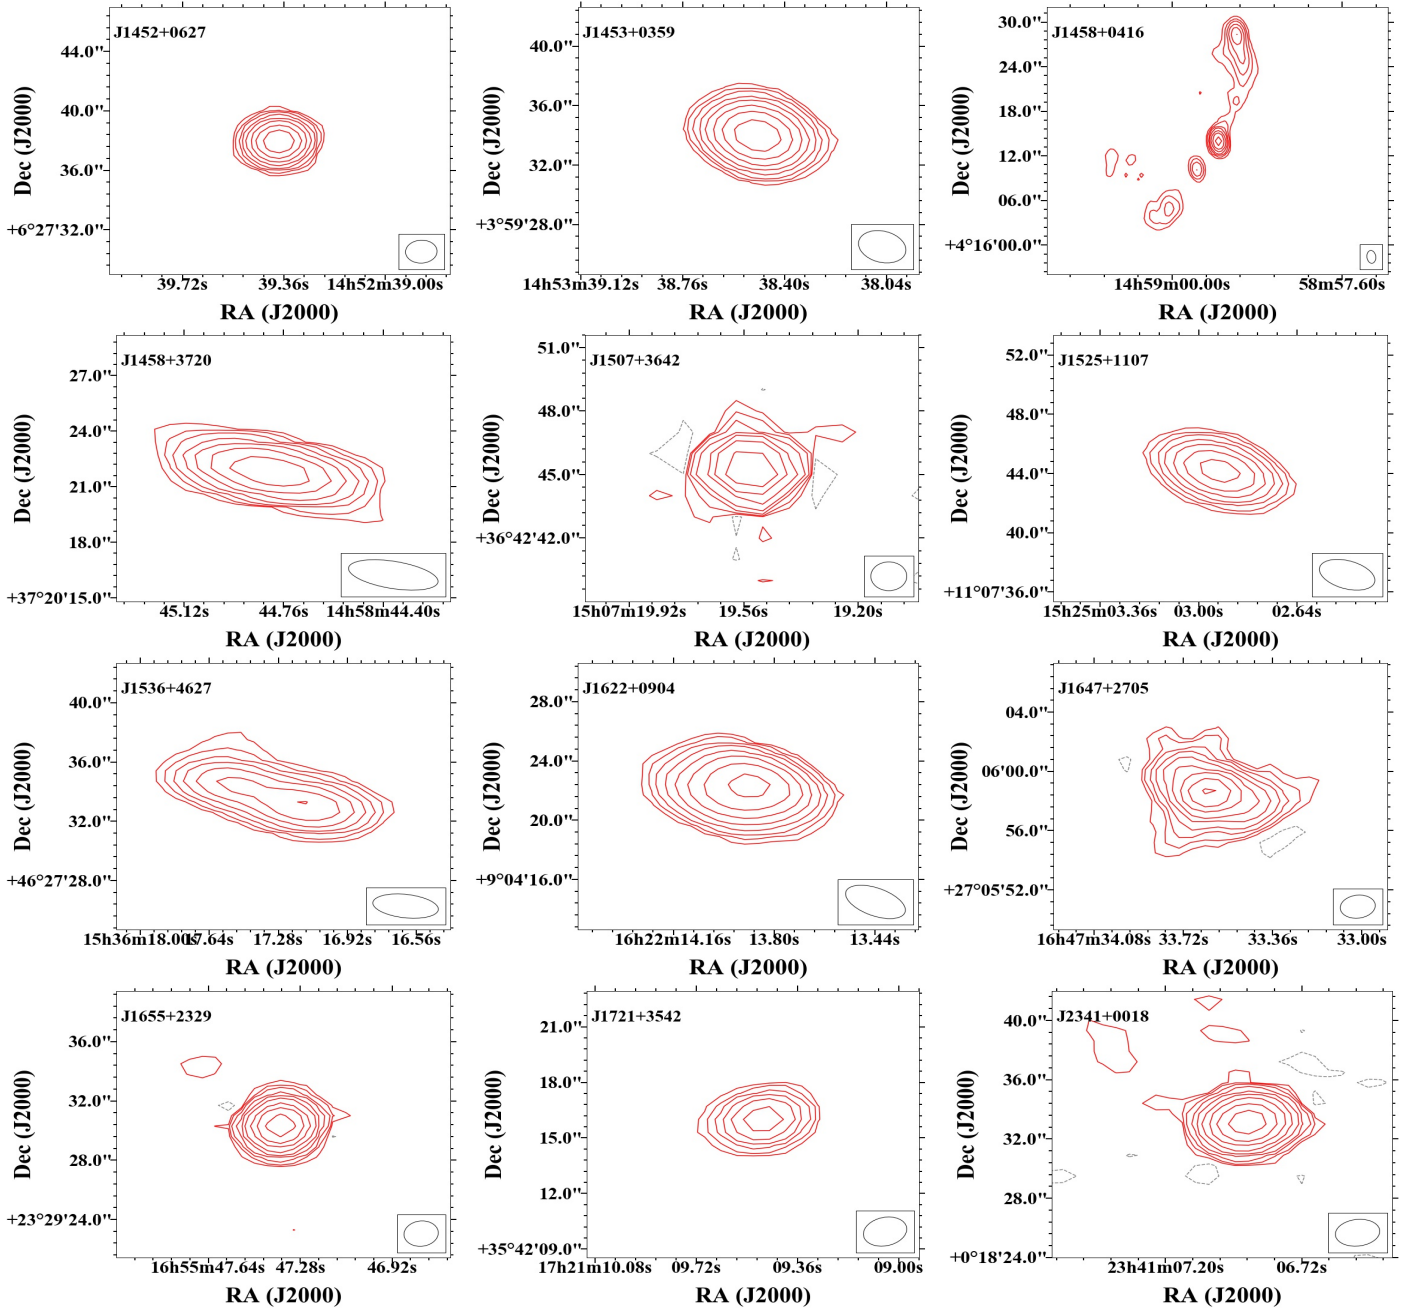 J1452+0627
44.0"
40.0"
36.0"
+6°27'32.0"
Dec (J2000)
39.72s 39.36s 14h52m39.00s
RA (J2000)
J1453+0359
40.0"
36.0"
32.0"
+3°59'28.0"
Dec (J2000)
14h53m39.12s 38.76s 38.40s 38.04s
RA (J2000)
J1458+0416
30.0"
24.0"
18.0"
12.0"
06.0"
+4°16'00.0"
Dec (J2000)
14h59m00.00s 58m57.60s
RA (J2000)
J1458+3720
27.0"
24.0"
21.0"
18.0"
+37°20'15.0"
Dec (J2000)
45.12s 44.76s 14h58m44.40s
RA (J2000)
J1507+3642
51.0"
48.0"
45.0"
+36°42'42.0"
Dec (J2000)
15h07m19.92s 19.56s 19.20s
RA (J2000)
J1525+1107
52.0"
48.0"
44.0"
40.0"
+11°07'36.0"
Dec (J2000)
15h25m03.36s 03.00s 02.64s
RA (J2000)
J1536+4627
40.0"
36.0"
32.0"
+46°27'28.0"
Dec (J2000)
15h36m18.00s 17.64s 17.28s 16.92s 16.56s
RA (J2000)
J1622+0904
28.0"
24.0"
20.0"
+9°04'16.0"
Dec (J2000)
16h22m14.16s 13.80s 13.44s
RA (J2000)
J1647+2705
04.0"
06'00.0"
56.0"
+27°05'52.0"
Dec (J2000)
16h47m34.08s 33.72s 33.36s 33.00s
RA (J2000)
J1655+2329
36.0"
32.0"
28.0"
+23°29'24.0"
Dec (J2000)
16h55m47.64s 47.28s 46.92s
RA (J2000)
J1721+3542
21.0"
18.0"
15.0"
12.0"
+35°42'09.0"
Dec (J2000)
17h21m10.08s 09.72s 09.36s 09.00s
RA (J2000)
J2341+0018
40.0"
36.0"
32.0"
28.0"
+0°18'24.0"
Dec (J2000)
23h41m07.20s 06.72s
RA (J2000)